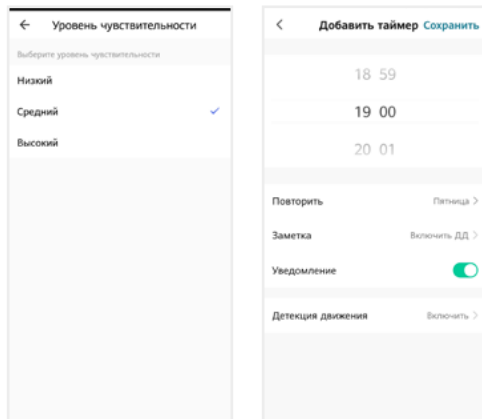 Уровень чувствительности
Выберите уровень чувствительности
Низкий
Средний
Высокий
Добавить таймер Сохранить
18 59
19 00
20 01
Повторить Пятница
Заметка Включить ДД
Уведомление
Детекция движения Включить